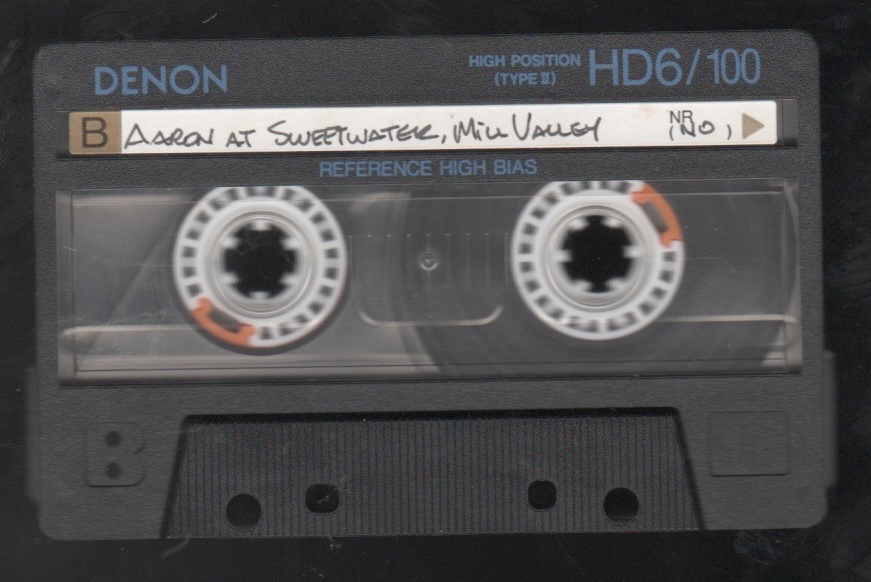 DENON
HIGH POSITION
(TYPE II)
HD6/100
B AARON AT SWEETWATER, MILL VALLEY NR (NO)
REFERENCE HIGH BIAS
B